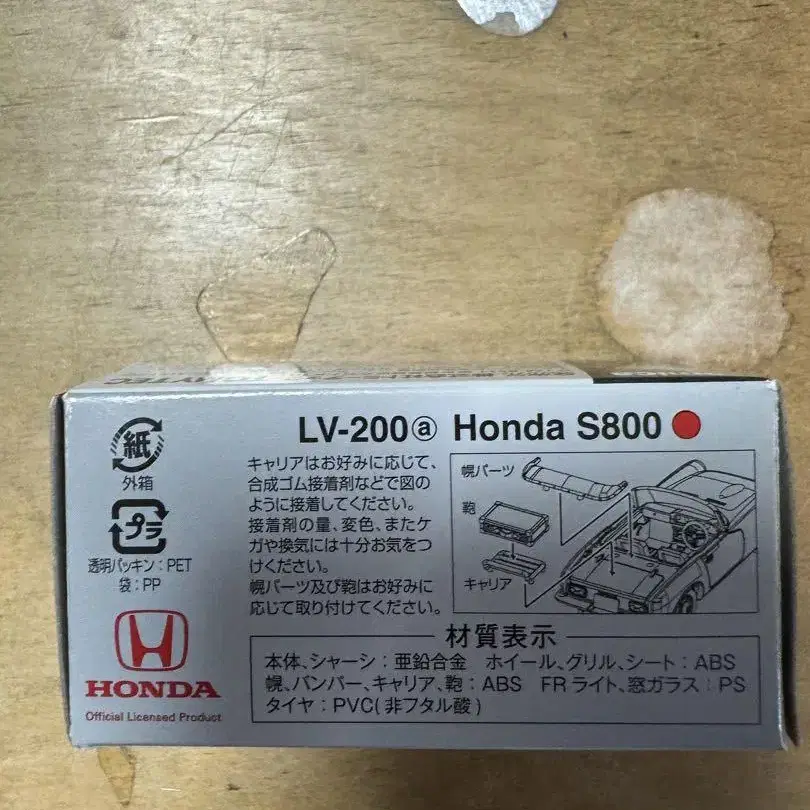 LV-200ⓐ Honda S800
紙
外箱
プラ
透明パッキン：PET
袋：PP
キャリアはお好みに応じて、
合成ゴム接着剤などで図の
ように接着してください。
接着剤の量、変色、またケ
ガや換気には十分お気をつ
けください。
幌パーツ及び鞄はお好みに
応じて取り付けてください。
幌パーツ
鞄
キャリア
HONDA
Official Licensed Product
材質表示
本体、シャーシ：亜鉛合金 ホイール、グリル、シート：ABS
幌、バンパー、キャリア、鞄：ABS FRライト、窓ガラス：PS
タイヤ：PVC(非フタル酸)